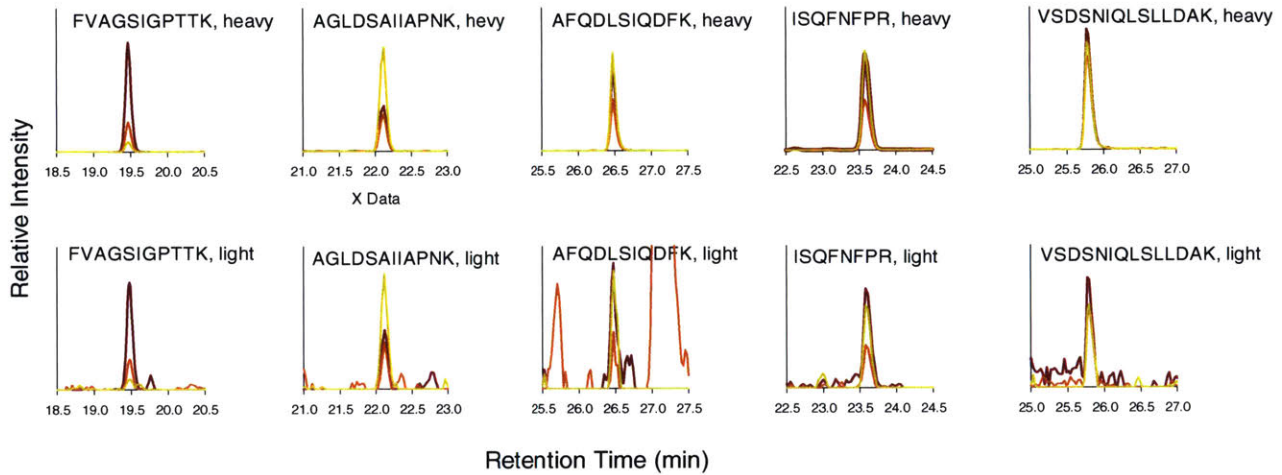 FVAGSIGPTTK, heavy
AGLDSAIIAPNK, hevy
AFQDLSIQDFK, heavy
ISQFNFPR, heavy
VSDSNIQLSLLDAK, heavy
18.5 19.0 19.5 20.0 20.5
21.0 21.5 22.0 22.5 23.0
25.5 26.0 26.5 27.0 27.5
22.5 23.0 23.5 24.0 24.5
25.0 25.5 26.0 26.5 27.0
X Data
Relative Intensity
FVAGSIGPTTK, light
AGLDSAIIAPNK, light
AFQDLSIQDFK, light
ISQFNFPR, light
VSDSNIQLSLLDAK, light
18.5 19.0 19.5 20.0 20.5
21.0 21.5 22.0 22.5 23.0
25.5 26.0 26.5 27.0 27.5
22.5 23.0 23.5 24.0 24.5
25.0 25.5 26.0 26.5 27.0
Retention Time (min)